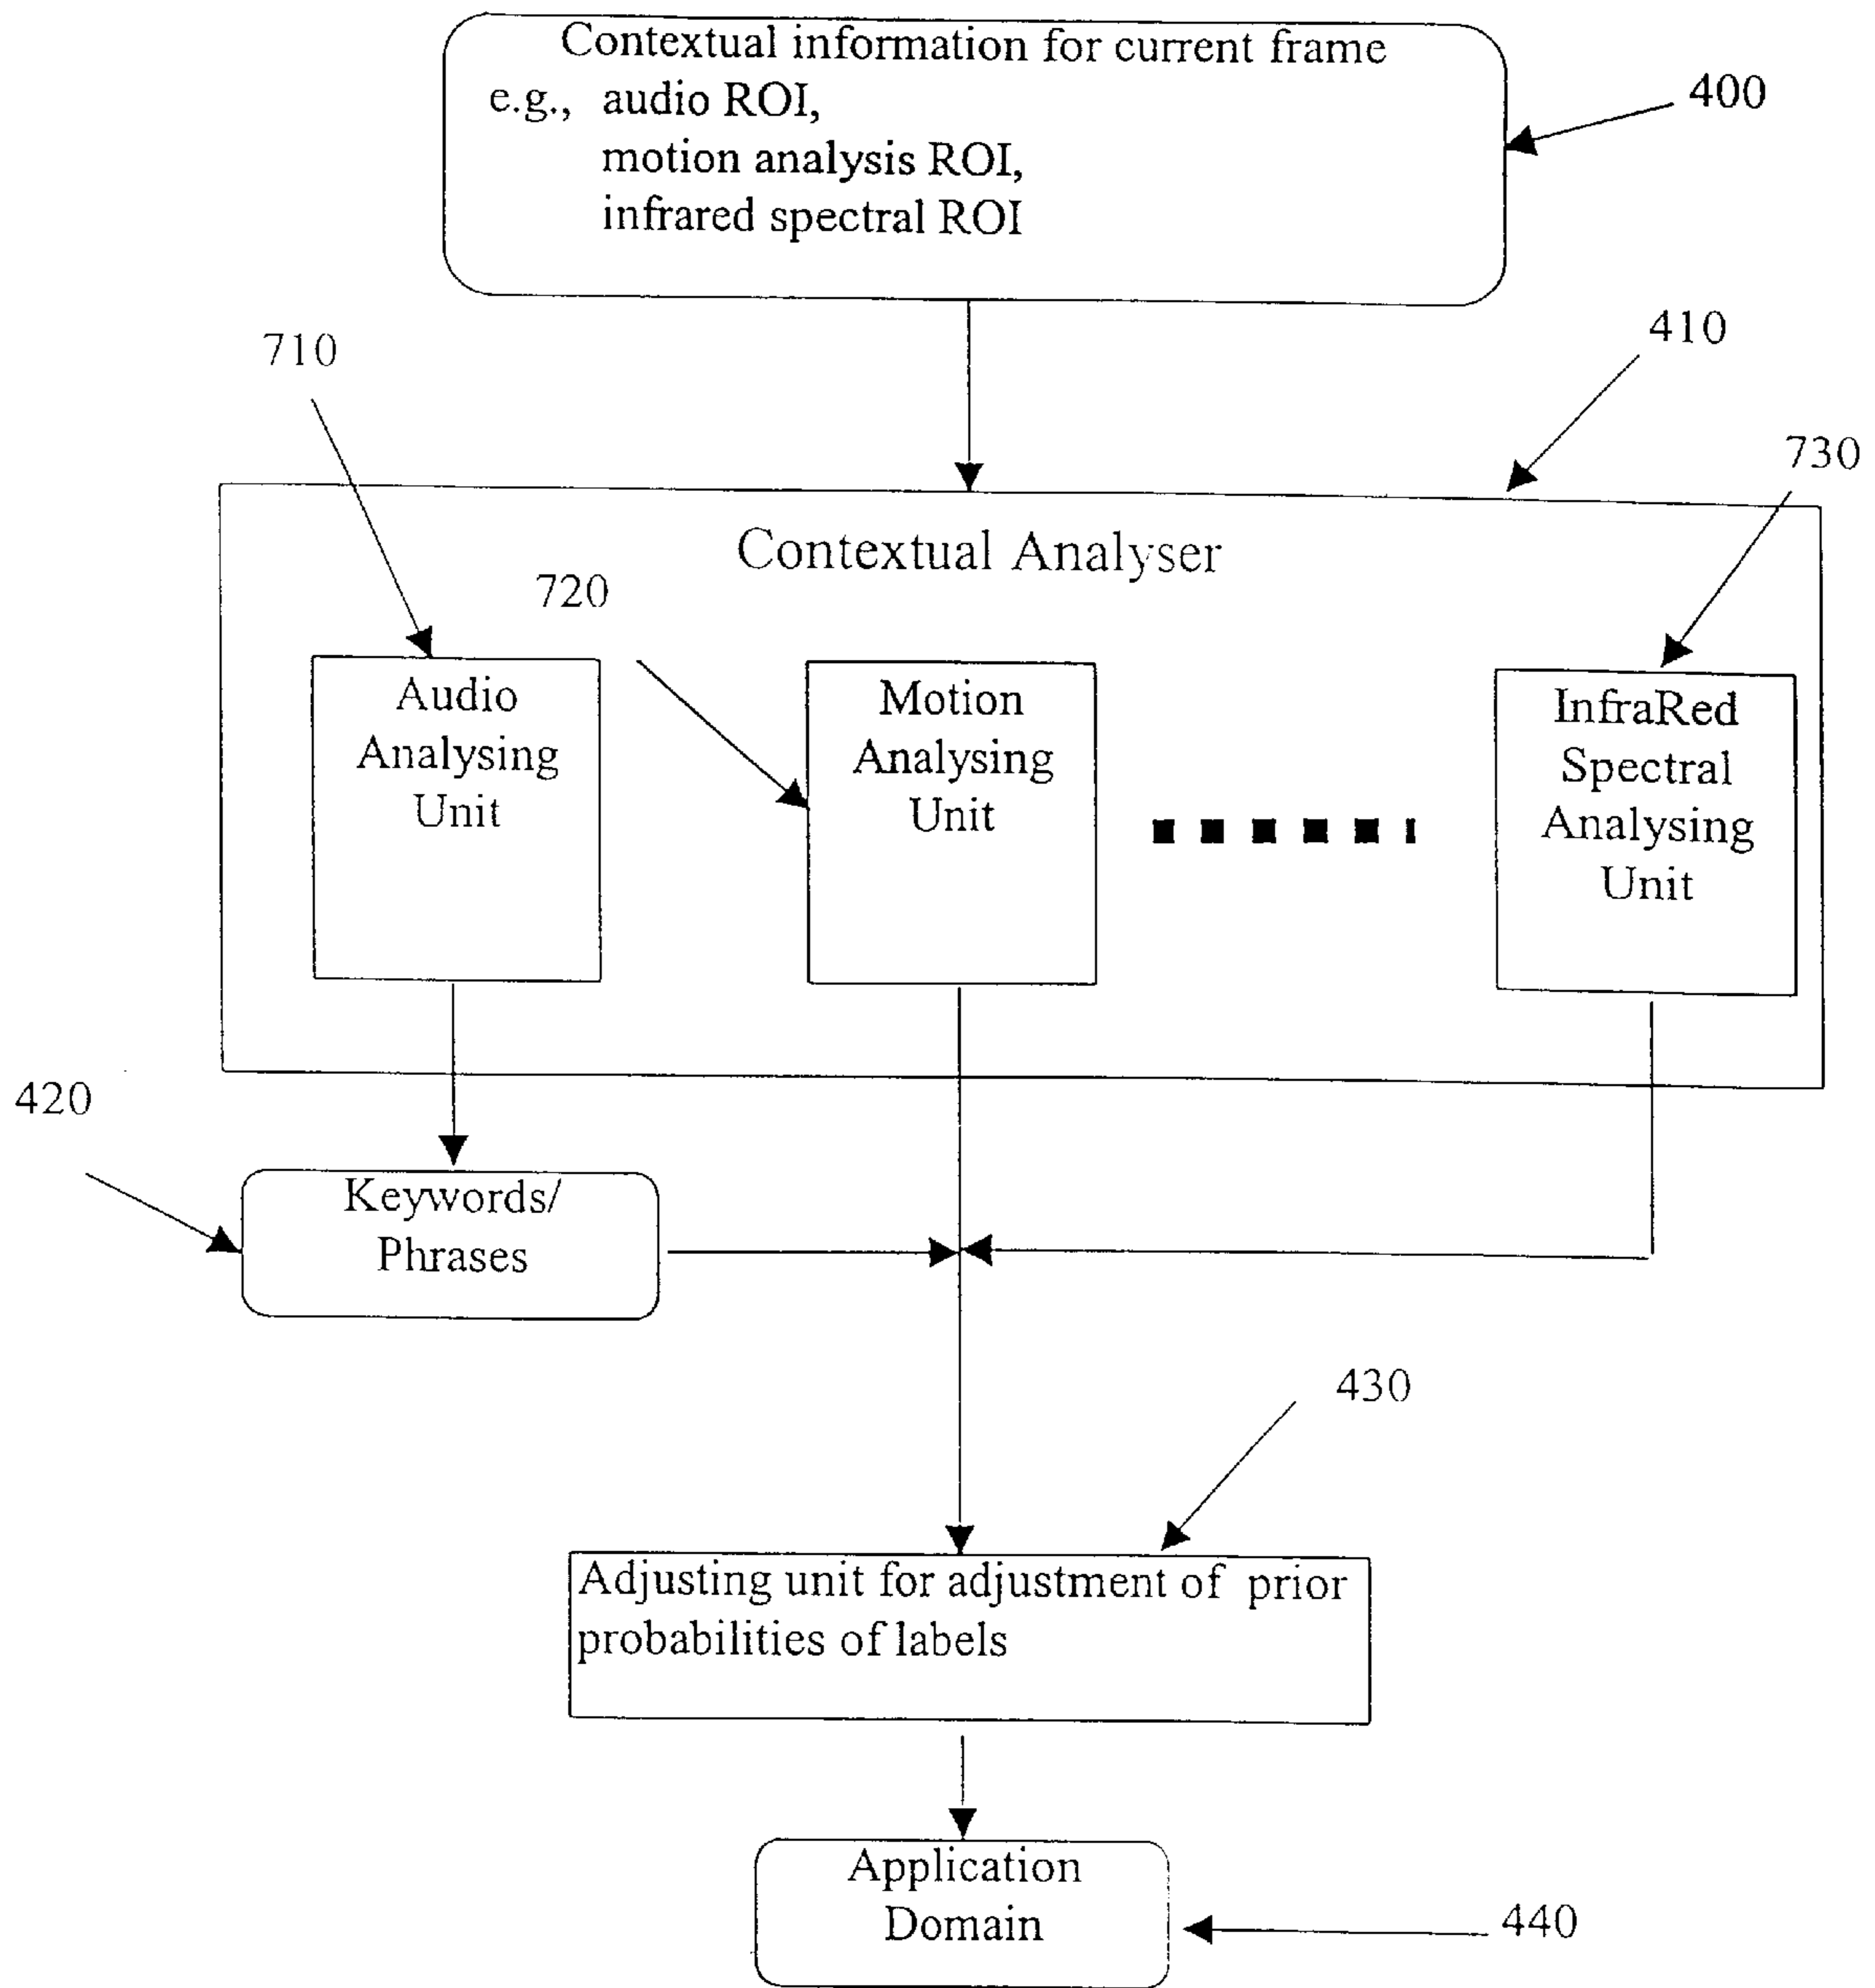 Contextual information for current frame
e.g., audio ROI,
motion analysis ROI,
infrared spectral ROI
400
410
710
730
Contextual Analyser
720
Audio
Analysing
Unit
Motion
Analysing
Unit
InfraRed
Spectral
Analysing
Unit
420
Keywords/
Phrases
430
Adjusting unit for adjustment of prior
probabilities of labels
Application
Domain
440